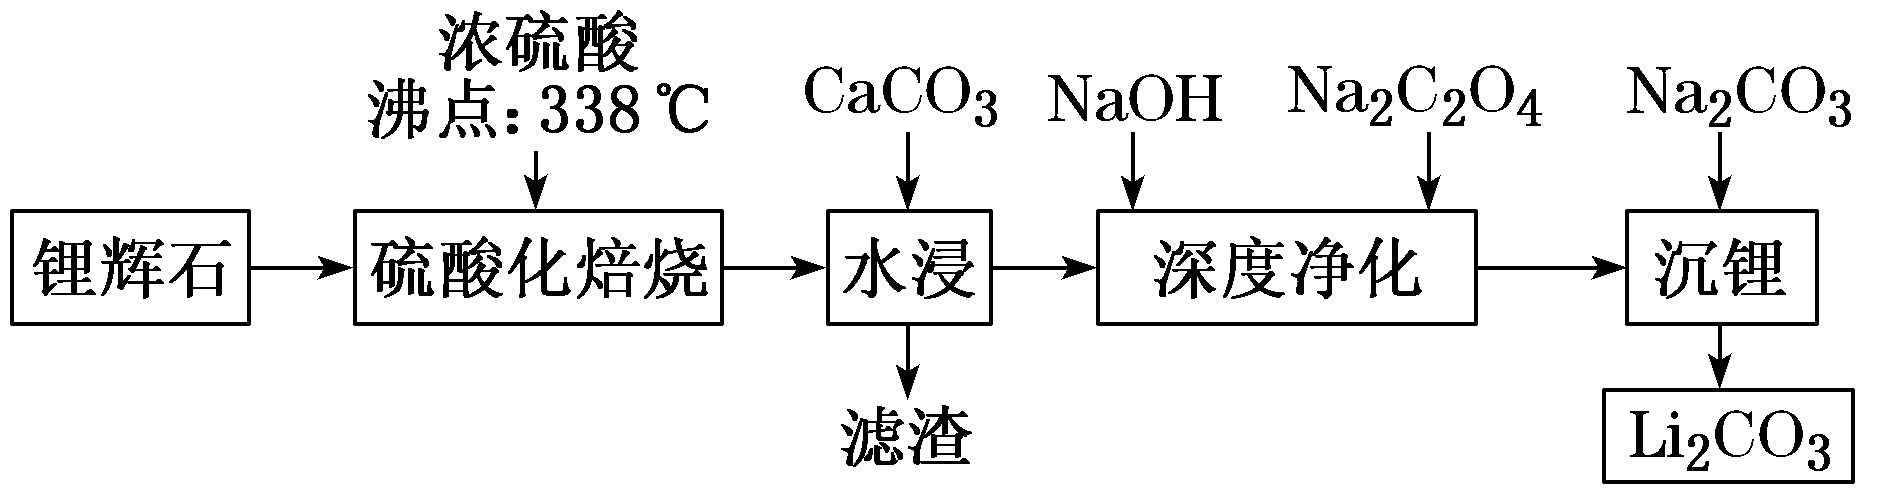 浓硫酸
沸点:338 ℃
CaCO3
NaOH
Na2C2O4
Na2CO3
锂辉石
硫酸化焙烧
水浸
深度净化
沉锂
滤渣
Li2CO3